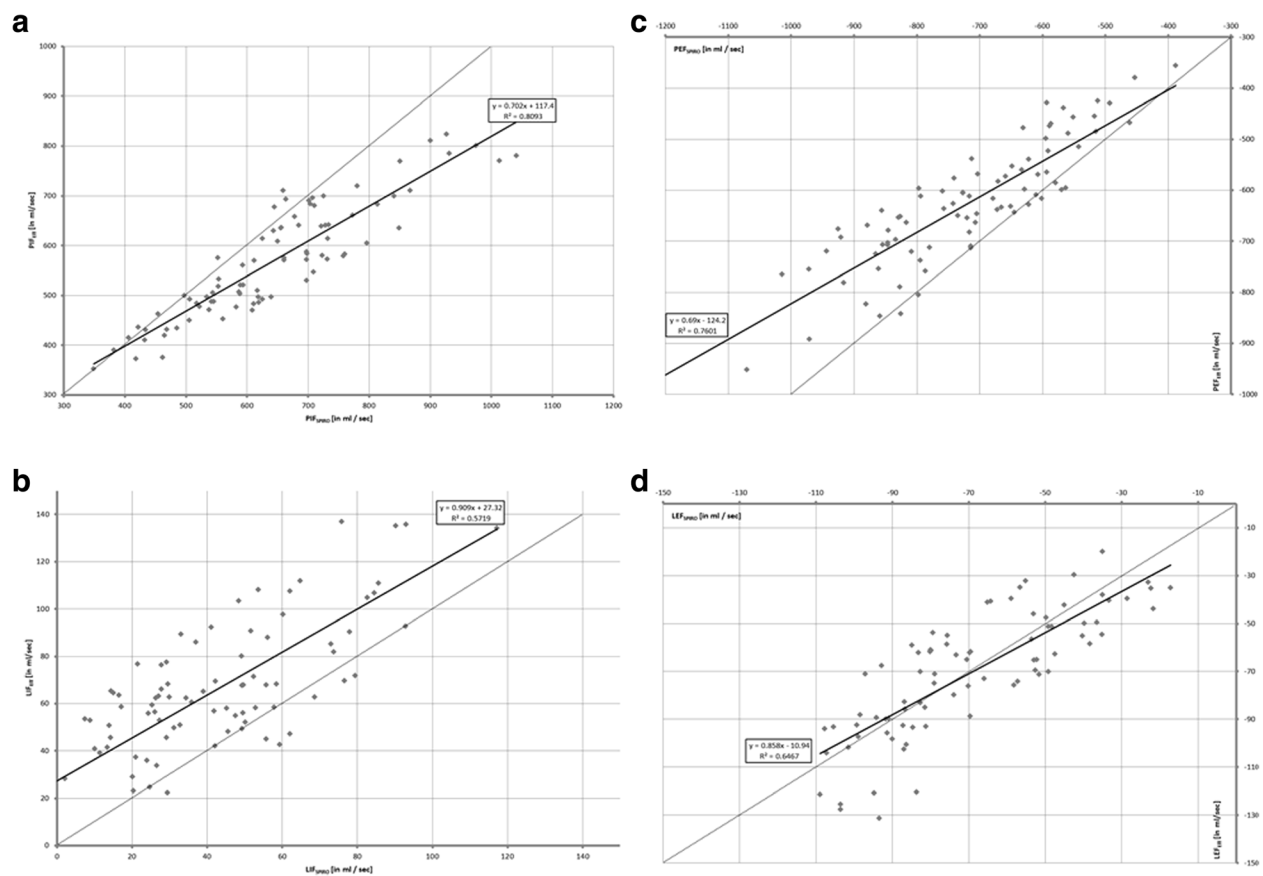 a
1000
900
800
700
600
500
400
300
300 400 500 600 700 800 900 1000 1100 1200
y = 0.702x + 117.4
R² = 0.8093
PIF_EIT [in ml/sec]
PIF_SPIRO [in ml / sec]
c
-1200 -1100 -1000 -900 -800 -700 -600 -500 -400 -300
PEF_SPIRO [in ml / sec]
-300
-400
-500
-600
-700
-800
-900
-1000
y = 0.69x - 124.2
R² = 0.7601
PEF_EIT [in ml / sec]
b
140
120
100
80
60
40
20
0
0 20 40 60 80 100 120 140
y = 0.909x + 27.32
R² = 0.5719
LIF_EIT [in ml/sec]
LIF_SPIRO [in ml / sec]
d
-150 -130 -110 -90 -70 -50 -30 -10
LEF_SPIRO [in ml / sec]
-10
-30
-50
-70
-90
-110
-130
-150
y = 0.858x - 10.94
R² = 0.6467
LEF_EIT [in ml / sec]